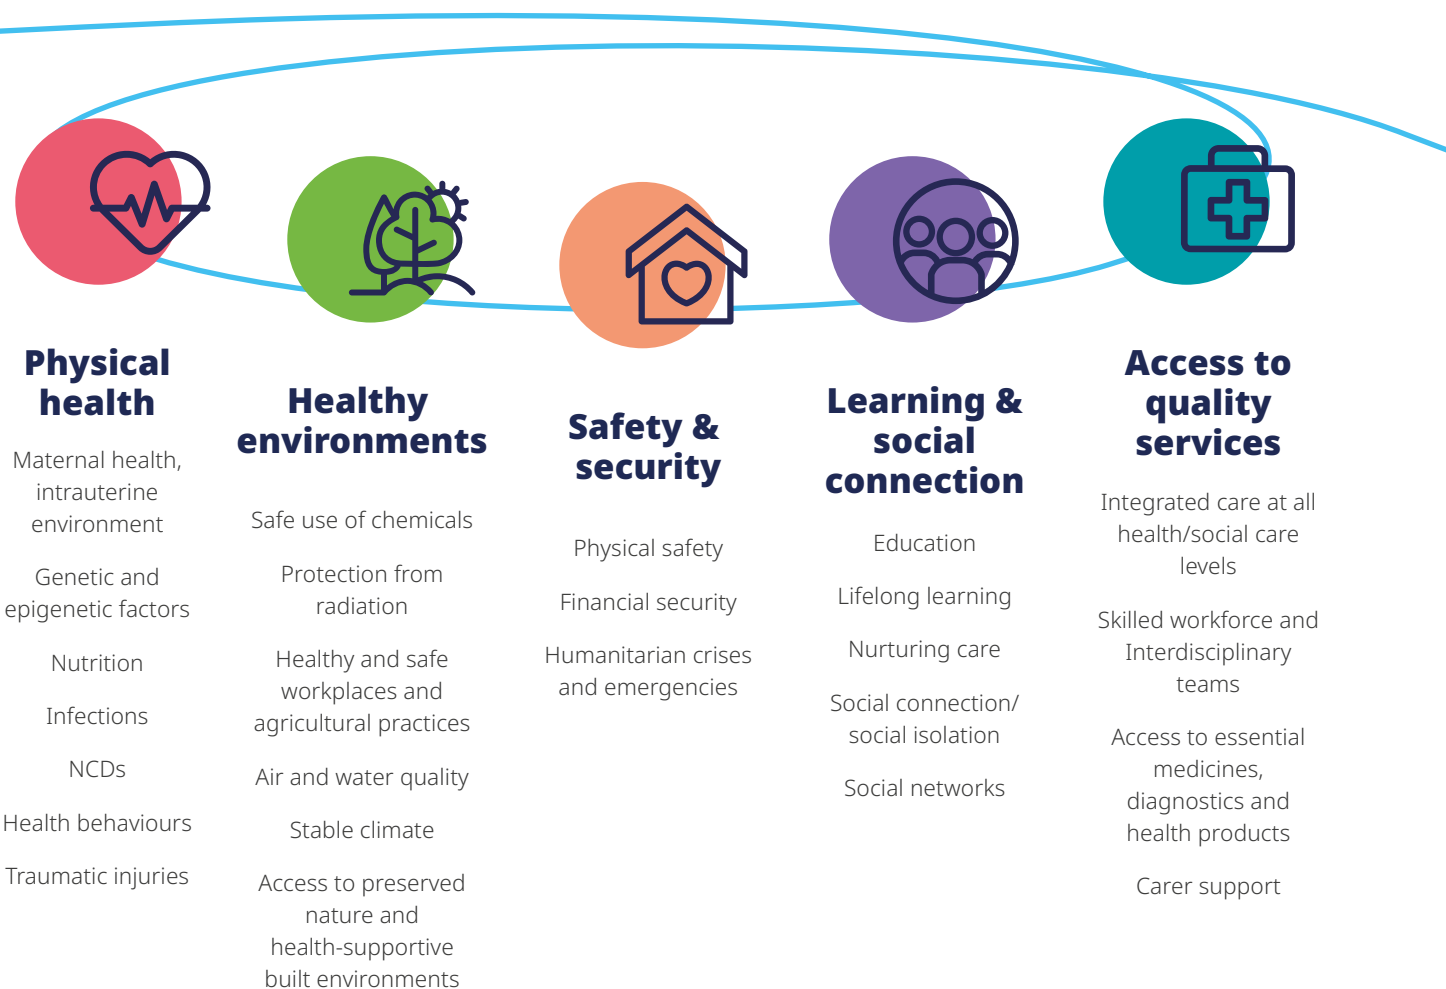 Physical
health
Maternal health,
intrauterine
environment
Genetic and
epigenetic factors
Nutrition
Infections
NCDs
Health behaviours
Traumatic injuries
Healthy
environments
Safe use of chemicals
Protection from
radiation
Healthy and safe
workplaces and
agricultural practices
Air and water quality
Stable climate
Access to preserved
nature and
health-supportive
built environments
Safety &
security
Physical safety
Financial security
Humanitarian crises
and emergencies
Learning &
social
connection
Education
Lifelong learning
Nurturing care
Social connection/
social isolation
Social networks
Access to
quality
services
Integrated care at all
health/social care
levels
Skilled workforce and
Interdisciplinary
teams
Access to essential
medicines,
diagnostics and
health products
Carer support